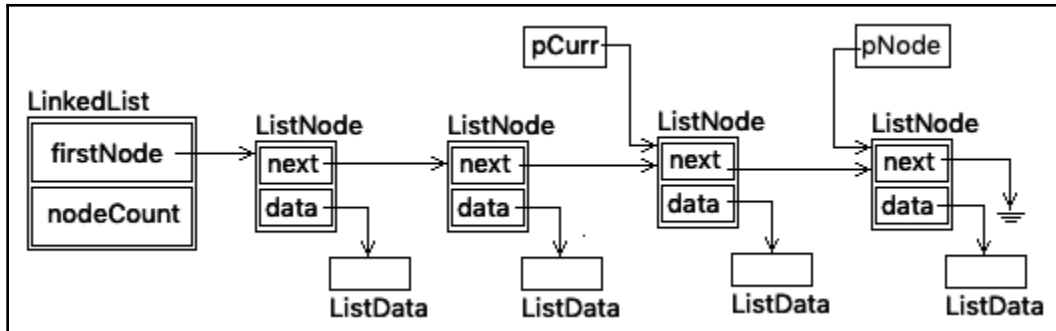 pCurr
pNode
LinkedList
firstNode
nodeCount
ListNode
next
data
ListData
ListNode
next
data
ListData
ListNode
next
data
ListData
ListNode
next
data
ListData